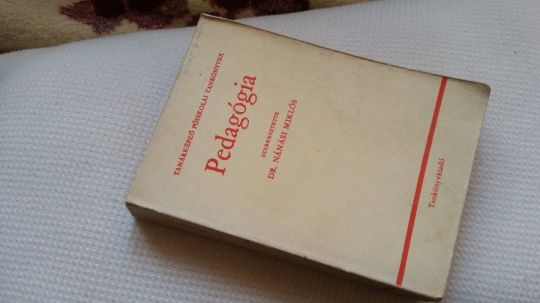 TANÁRKÉPZŐ FŐISKOLAI TANKÖNYVEK
Pedagógia
SZERKESZTETTE
DR. NÁNÁSI MIKLÓS
Tankönyvkiadó